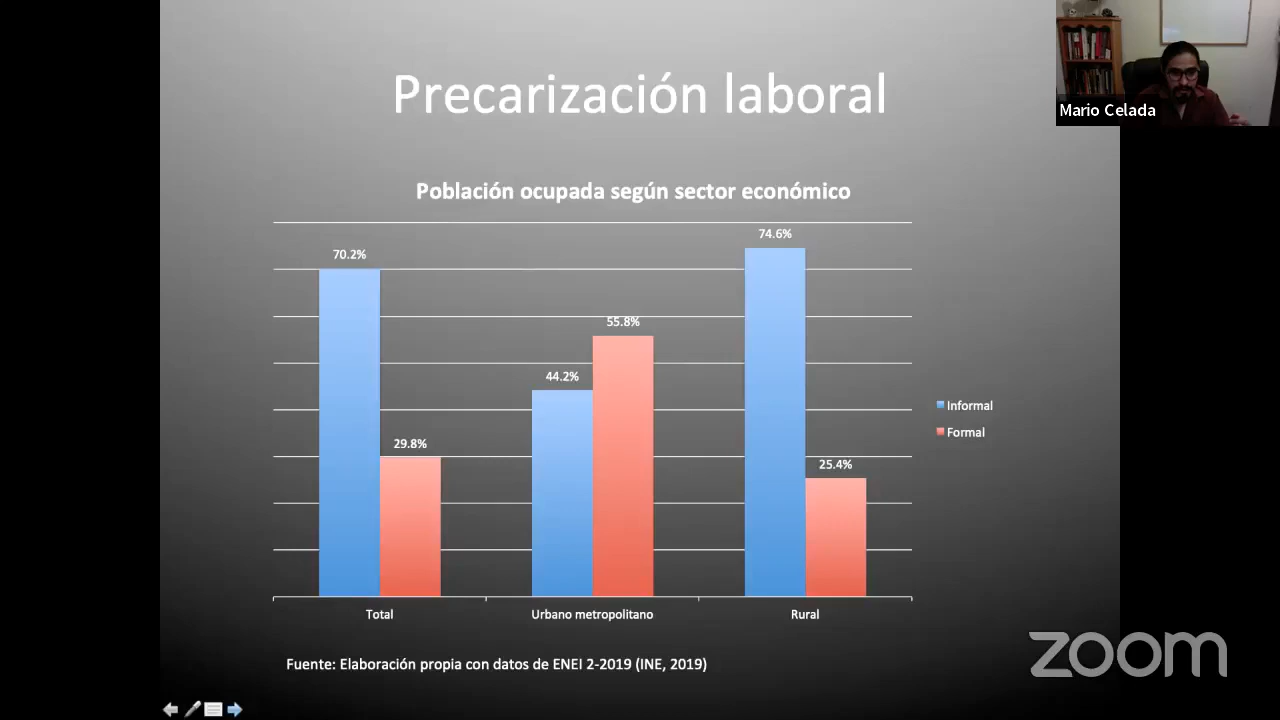 Precarización laboral
Mario Celada
Población ocupada según sector económico
70.2%
29.8%
44.2%
55.8%
74.6%
25.4%
Informal
Formal
Total
Urbano metropolitano
Rural
Fuente: Elaboración propia con datos de ENEI 2-2019 (INE, 2019)
zoom